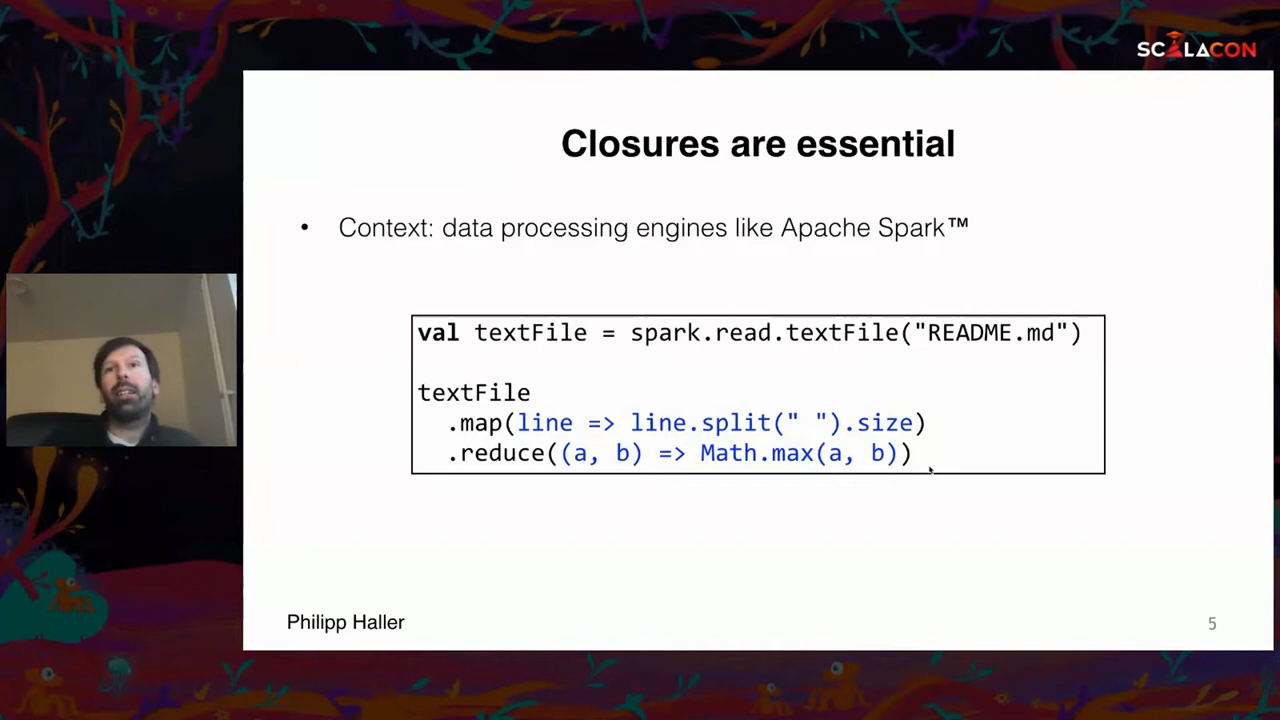 SCALACON
Closures are essential
• Context: data processing engines like Apache Spark™
val textFile = spark.read.textFile("README.md")
textFile
.map(line => line.split(" ").size)
.reduce((a, b) => Math.max(a, b))
Philipp Haller
5